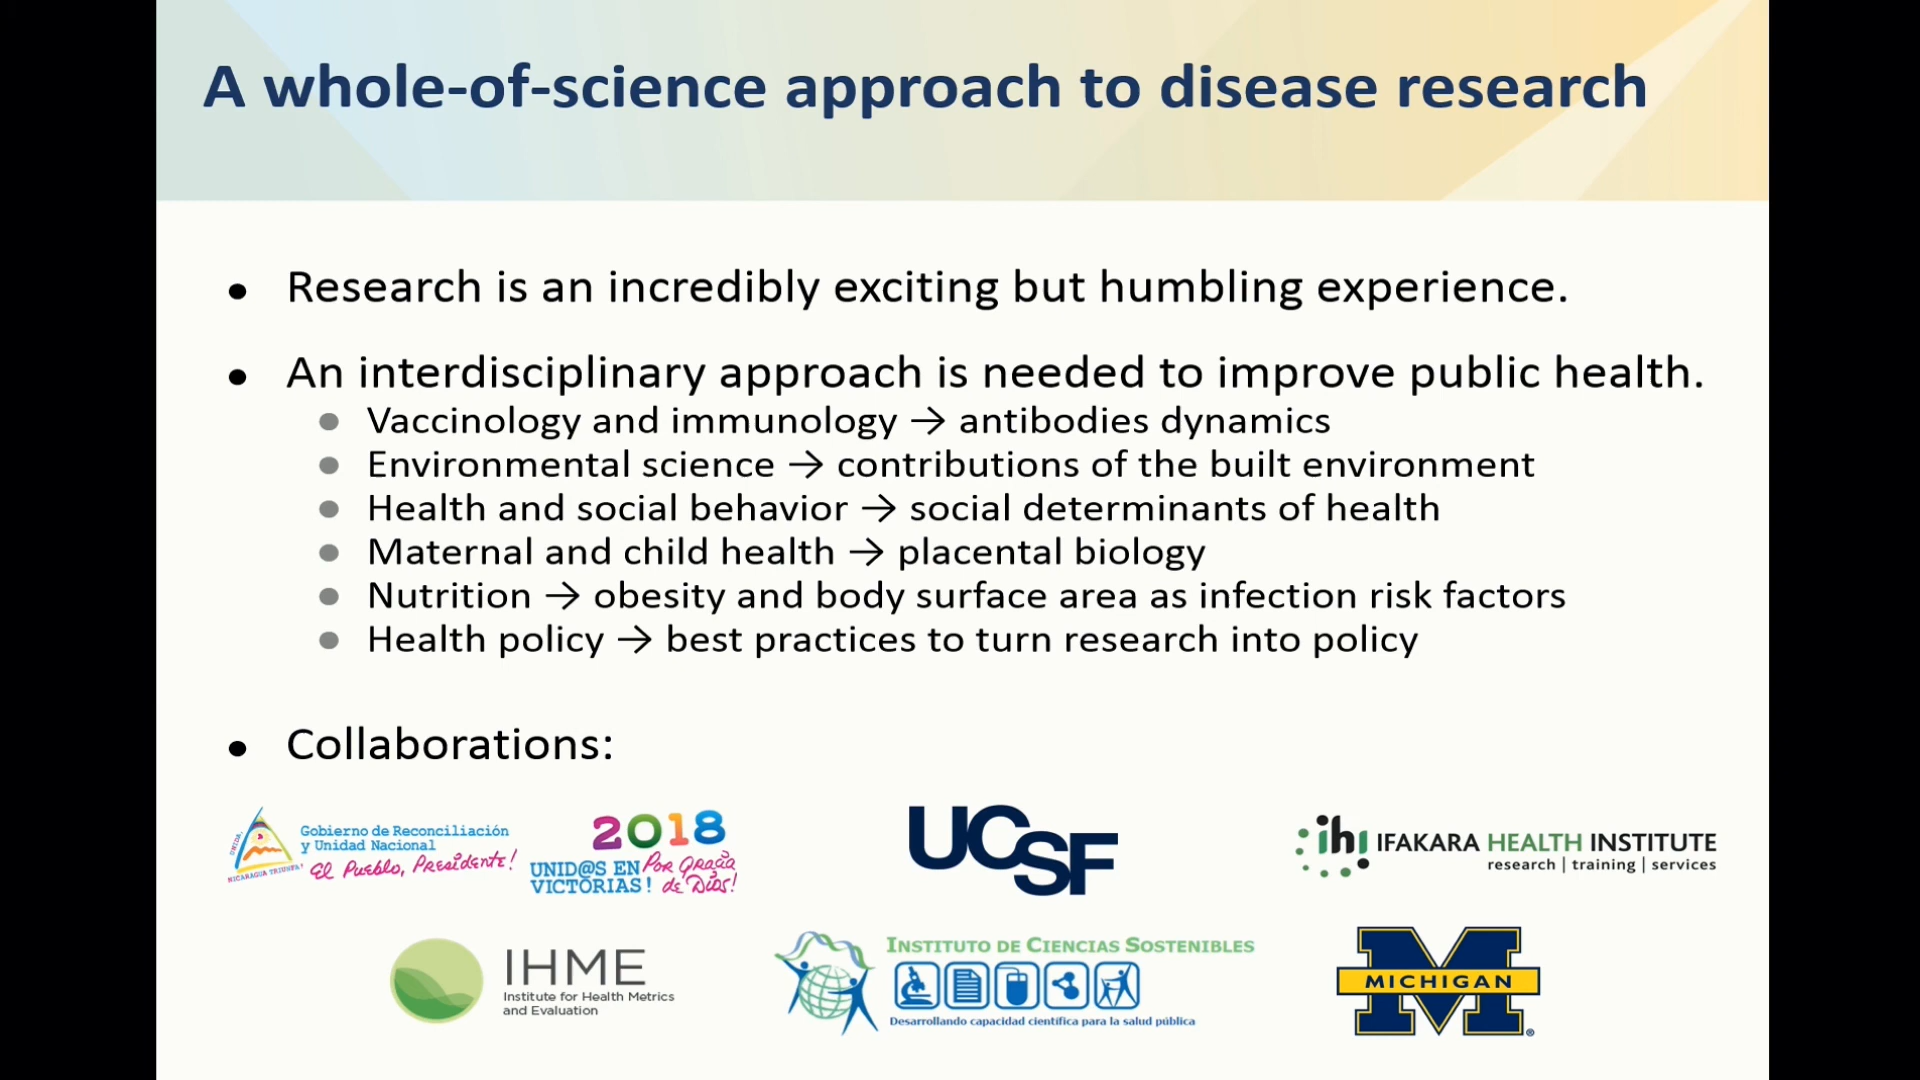 A whole-of-science approach to disease research
● Research is an incredibly exciting but humbling experience.
● An interdisciplinary approach is needed to improve public health.
● Vaccinology and immunology → antibodies dynamics
● Environmental science → contributions of the built environment
● Health and social behavior → social determinants of health
● Maternal and child health → placental biology
● Nutrition → obesity and body surface area as infection risk factors
● Health policy → best practices to turn research into policy
● Collaborations:
UNIDA, NICARAGUA TRIUNFA!
Gobierno de Reconciliación
y Unidad Nacional
El Pueblo, Presidente!
2018
UNID@S EN
VICTORIAS!
Por Gracia
de Dios!
UCSF
ihi IFAKARA HEALTH INSTITUTE
research | training | services
IHME
Institute for Health Metrics
and Evaluation
INSTITUTO DE CIENCIAS SOSTENIBLES
Desarrollando capacidad científica para la salud pública
M
MICHIGAN
®